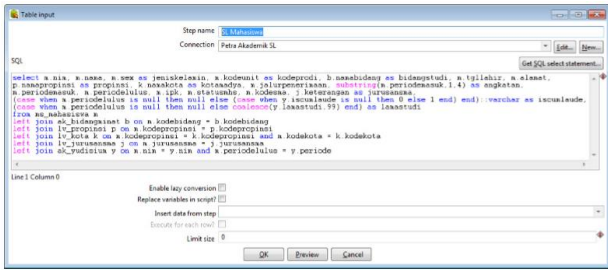 Table input
Step name SL Mahasiswa
Connection Petra Akademik SL Edit... New...
SQL Get SQL select statement...
select m.nim, m.nama, m.sex as jeniskelamin, m.kodeunit as kodeprodi, b.namabidang as bidangstudi, m.tgllahir, m.alamat,
p.namapropinsi as propinsi, k.namakota as kotamadya, m.jalurpenerimaan, substring(m.periodemasuk,1,4) as angkatan,
m.periodemasuk, m.periodelulus, m.ipk, m.statusmhs, m.kodesma, j.keterangan as jurusansma,
(case when m.periodelulus is null then null else (case when y.iscumlaude is null then 0 else 1 end) end)::varchar as iscumlaude,
(case when m.periodelulus is null then null else coalesce(y.lamastudi,99) end) as lamastudi
from ms_mahasiswa m
left join ak_bidangminat b on m.kodebidang = b.kodebidang
left join lv_propinsi p on m.kodepropinsi = p.kodepropinsi
left join lv_kota k on m.kodepropinsi = k.kodepropinsi and m.kodekota = k.kodekota
left join lv_jurusansma j on m.jurusansma = j.jurusansma
left join ak_yudisium y on m.nim = y.nim and m.periodelulus = y.periode
Line 1 Column 0
Enable lazy conversion
Replace variables in script?
Insert data from step
Execute for each row?
Limit size 0
OK Preview Cancel